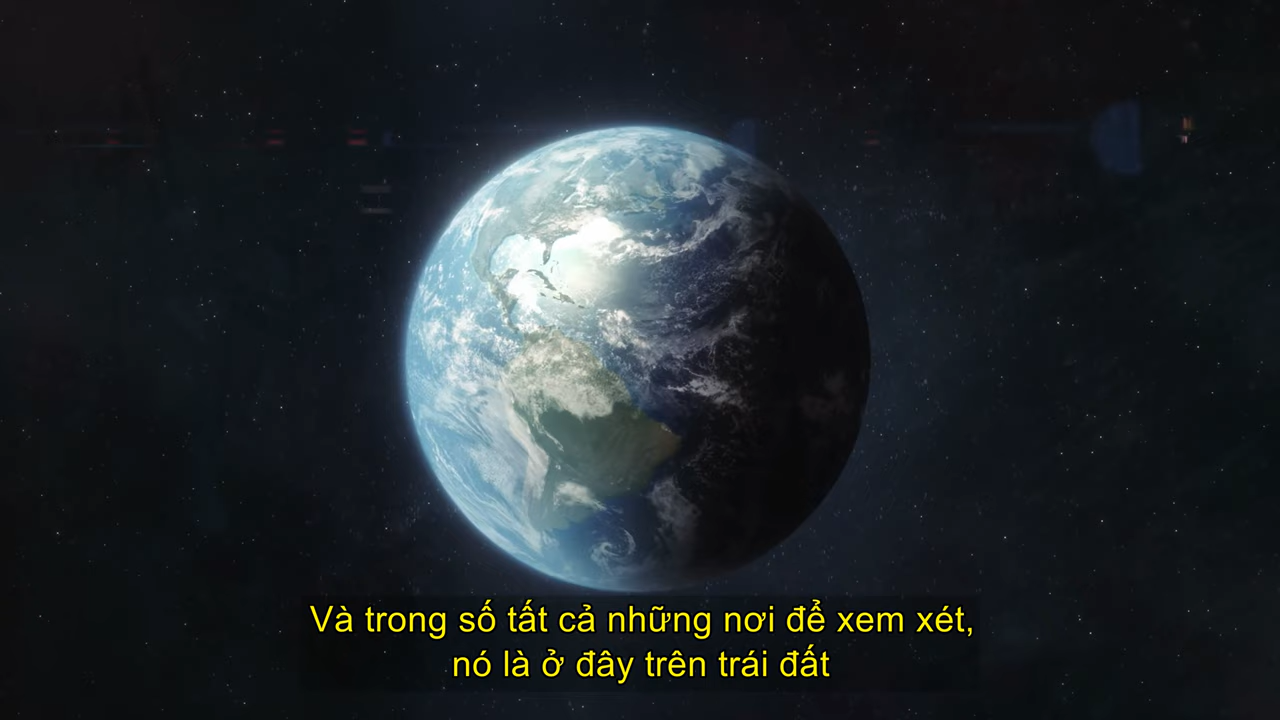 Và trong số tất cả những nơi để xem xét,
nó là ở đây trên trái đất